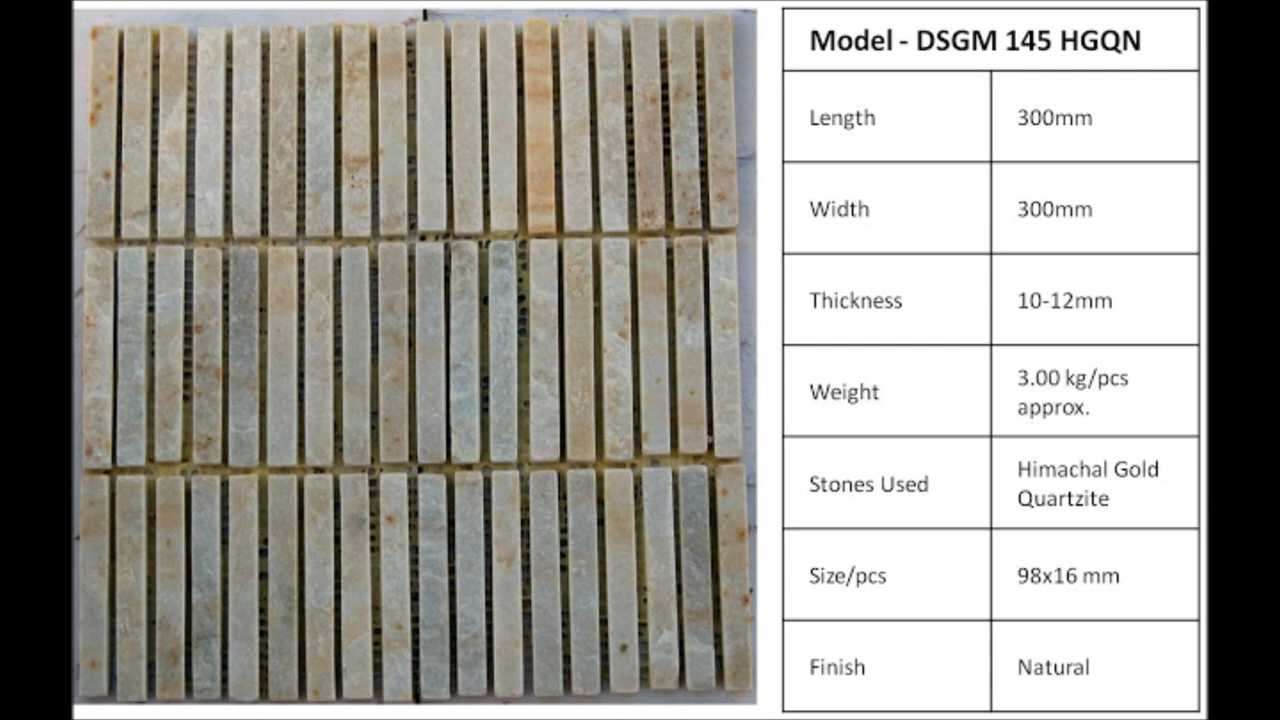 Model - DSGM 145 HGQN
Length 300mm
Width 300mm
Thickness 10-12mm
Weight 3.00 kg/pcs
approx.
Stones Used Himachal Gold
Quartzite
Size/pcs 98x16 mm
Finish Natural